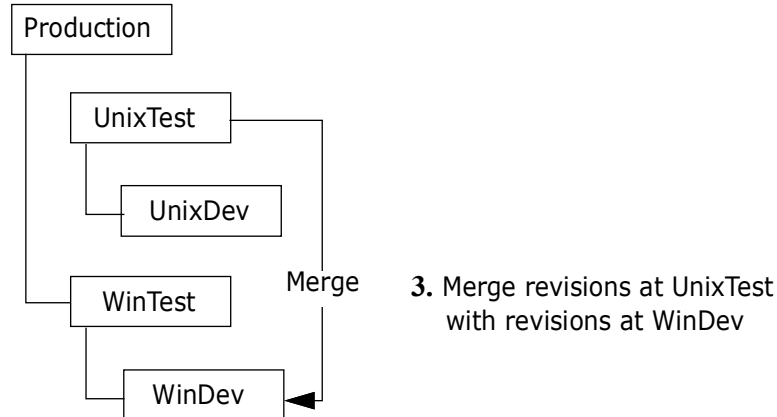 Production
UnixTest
UnixDev
WinTest
Merge
3. Merge revisions at UnixTest
with revisions at WinDev
WinDev